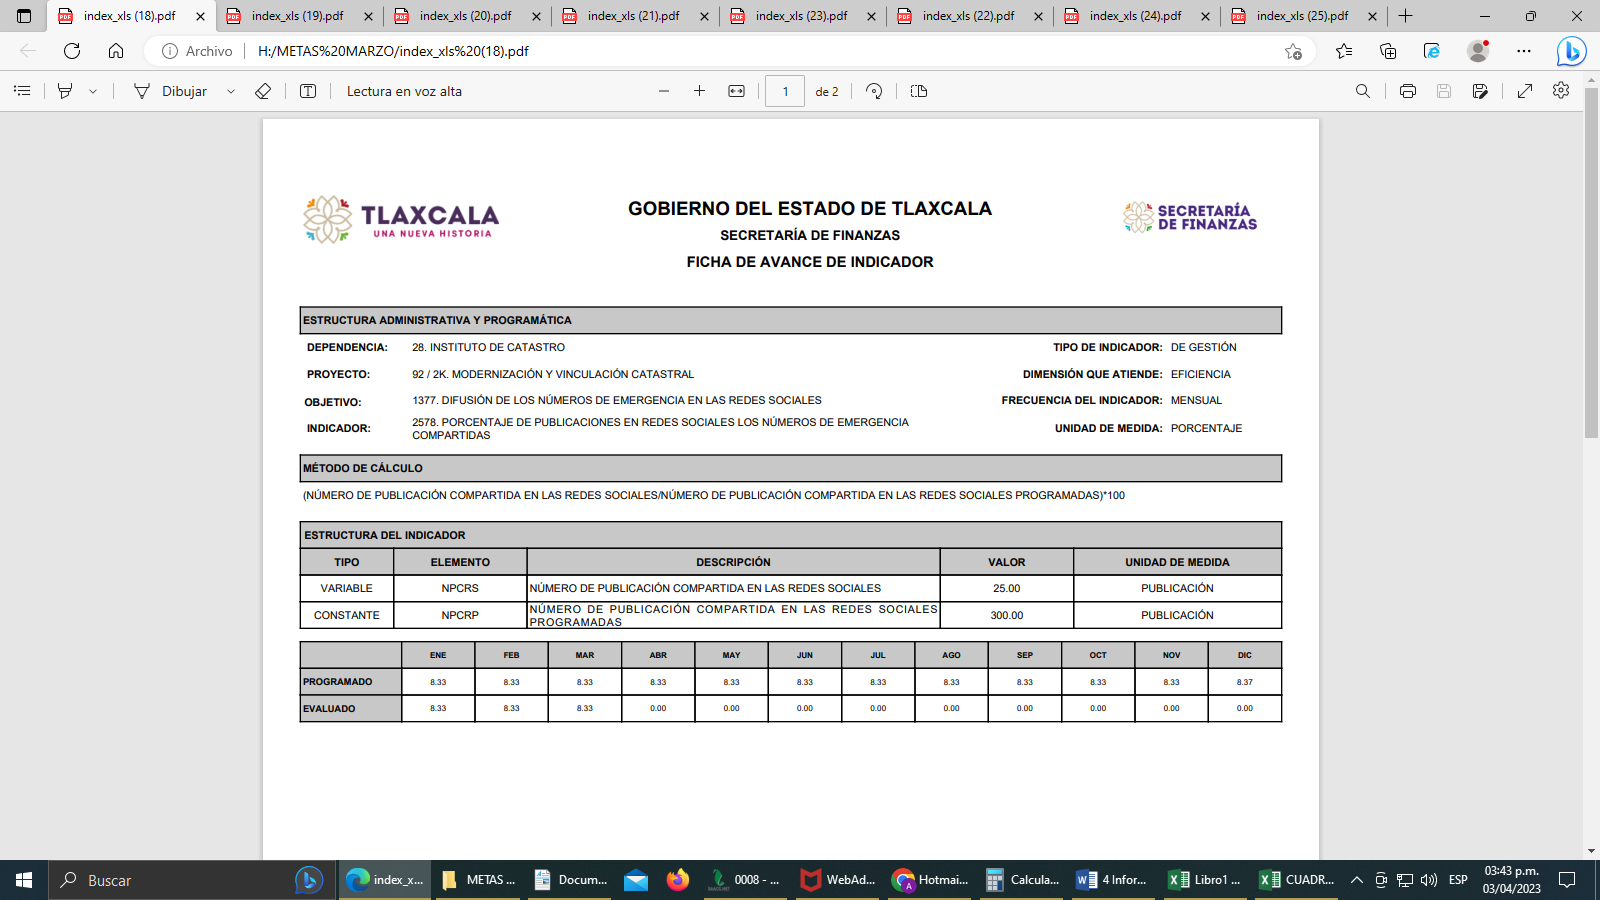 index_xls (18).pdf
index_xls (19).pdf
index_xls (20).pdf
index_xls (21).pdf
index_xls (23).pdf
index_xls (22).pdf
index_xls (24).pdf
index_xls (25).pdf
Archivo
H:/METAS%20MARZO/index_xls%20(18).pdf
Dibujar
Lectura en voz alta
1
de 2
TLAXCALA
UNA NUEVA HISTORIA
GOBIERNO DEL ESTADO DE TLAXCALA
SECRETARÍA DE FINANZAS
FICHA DE AVANCE DE INDICADOR
SECRETARÍA
DE FINANZAS
ESTRUCTURA ADMINISTRATIVA Y PROGRAMÁTICA
DEPENDENCIA: 28. INSTITUTO DE CATASTRO TIPO DE INDICADOR: DE GESTIÓN
PROYECTO: 92 / 2K. MODERNIZACIÓN Y VINCULACIÓN CATASTRAL DIMENSIÓN QUE ATIENDE: EFICIENCIA
OBJETIVO: 1377. DIFUSIÓN DE LOS NÚMEROS DE EMERGENCIA EN LAS REDES SOCIALES FRECUENCIA DEL INDICADOR: MENSUAL
INDICADOR: 2578. PORCENTAJE DE PUBLICACIONES EN REDES SOCIALES LOS NÚMEROS DE EMERGENCIA
COMPARTIDAS
UNIDAD DE MEDIDA: PORCENTAJE
MÉTODO DE CÁLCULO
(NÚMERO DE PUBLICACIÓN COMPARTIDA EN LAS REDES SOCIALES/NÚMERO DE PUBLICACIÓN COMPARTIDA EN LAS REDES SOCIALES PROGRAMADAS)*100
ESTRUCTURA DEL INDICADOR
TIPO ELEMENTO DESCRIPCIÓN VALOR UNIDAD DE MEDIDA
VARIABLE NPCRS NÚMERO DE PUBLICACIÓN COMPARTIDA EN LAS REDES SOCIALES 25.00 PUBLICACIÓN
CONSTANTE NPCRP NÚMERO DE PUBLICACIÓN COMPARTIDA EN LAS REDES SOCIALES
PROGRAMADAS
300.00 PUBLICACIÓN
ENE FEB MAR ABR MAY JUN JUL AGO SEP OCT NOV DIC
PROGRAMADO 8.33 8.33 8.33 8.33 8.33 8.33 8.33 8.33 8.33 8.33 8.33 8.37
EVALUADO 8.33 8.33 8.33 0.00 0.00 0.00 0.00 0.00 0.00 0.00 0.00 0.00
Buscar
index_x...
METAS ...
Docum...
0008 - ...
WebAd...
Hotmai...
Calcula...
4 Infor...
Libro1 ...
CUADR...
ESP
03:43 p.m.
03/04/2023